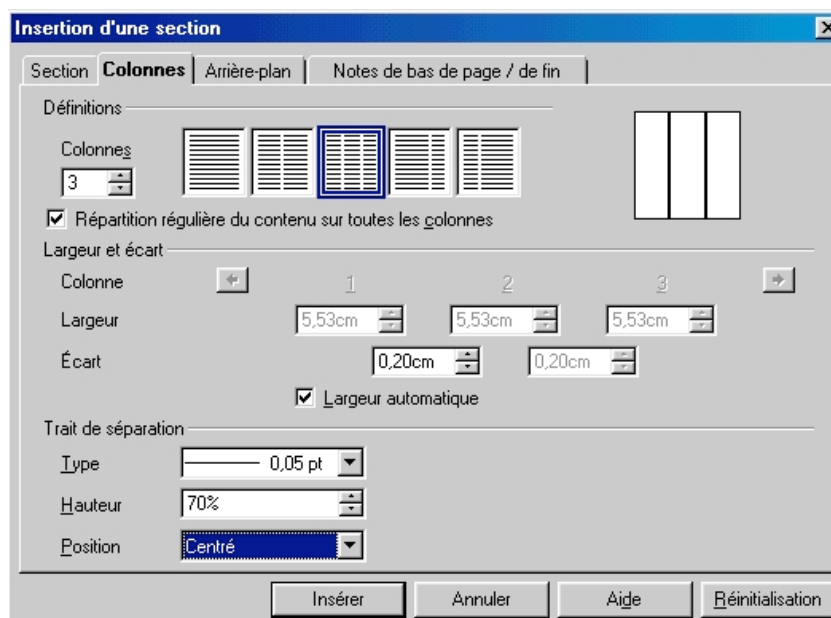 Insertion d'une section
Section Colonnes Arrière-plan Notes de bas de page / de fin
Définitions
Colonnes
3
Répartition régulière du contenu sur toutes les colonnes
Largeur et écart
Colonne 1 2 3
Largeur 5,53cm 5,53cm 5,53cm
Écart 0,20cm 0,20cm
Largeur automatique
Trait de séparation
Type 0,05 pt
Hauteur 70%
Position Centré
Insérer Annuler Aide Réinitialisation